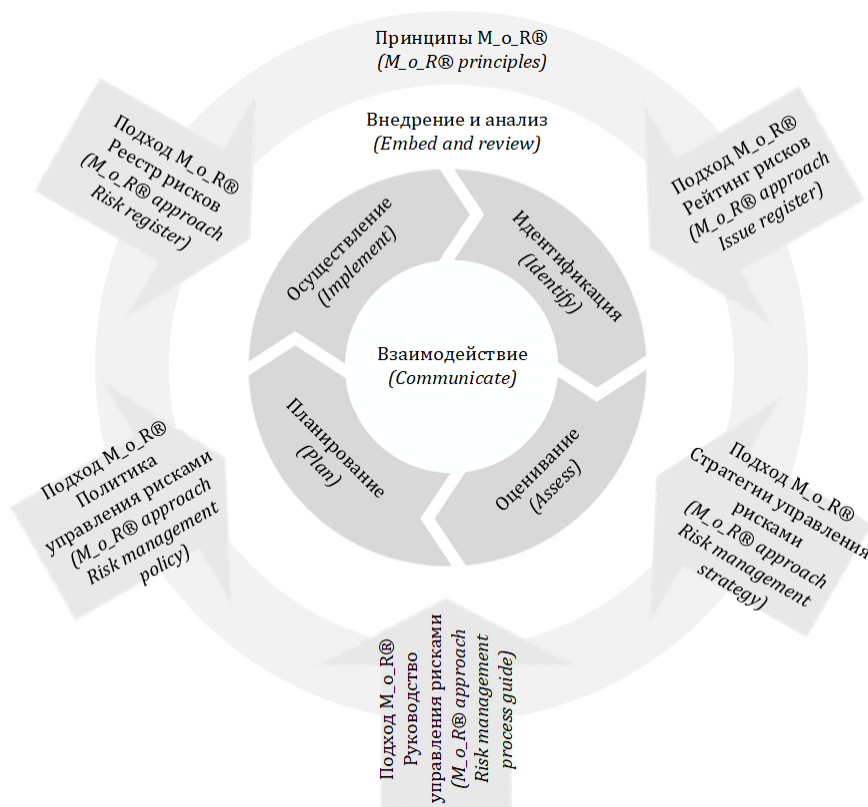 Принципы M_o_R®
(M_o_R® principles)
Внедрение и анализ
(Embed and review)
Подход M_o_R®
Реестр рисков
(M_o_R® approach
Risk register)
Подход M_o_R®
Рейтинг рисков
(M_o_R® approach
Issue register)
Осуществление
(Implement)
Идентификация
(Identify)
Взаимодействие
(Communicate)
Планирование
(Plan)
Оценивание
(Assess)
Подход M_o_R®
Политика
управления рисками
(M_o_R® approach
Risk management
policy)
Подход M_o_R®
Стратегии управления
рисками
(M_o_R® approach
Risk management
strategy)
Подход M_o_R®
Руководство
управления рисками
(M_o_R® approach
Risk management
process guide)